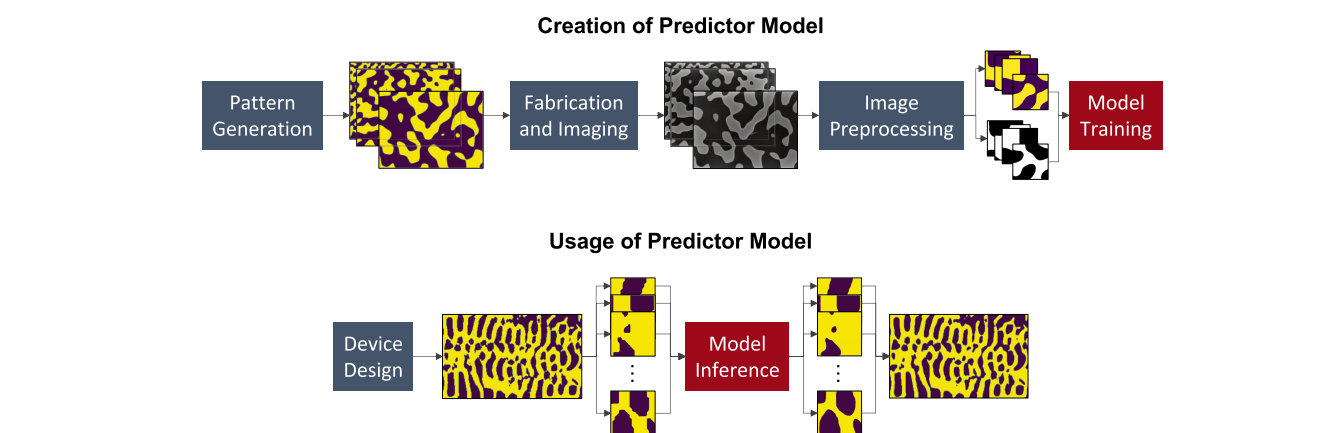 Creation of Predictor Model
Pattern
Generation
Fabrication
and Imaging
Image
Preprocessing
Model
Training
Usage of Predictor Model
Device
Design
Model
Inference